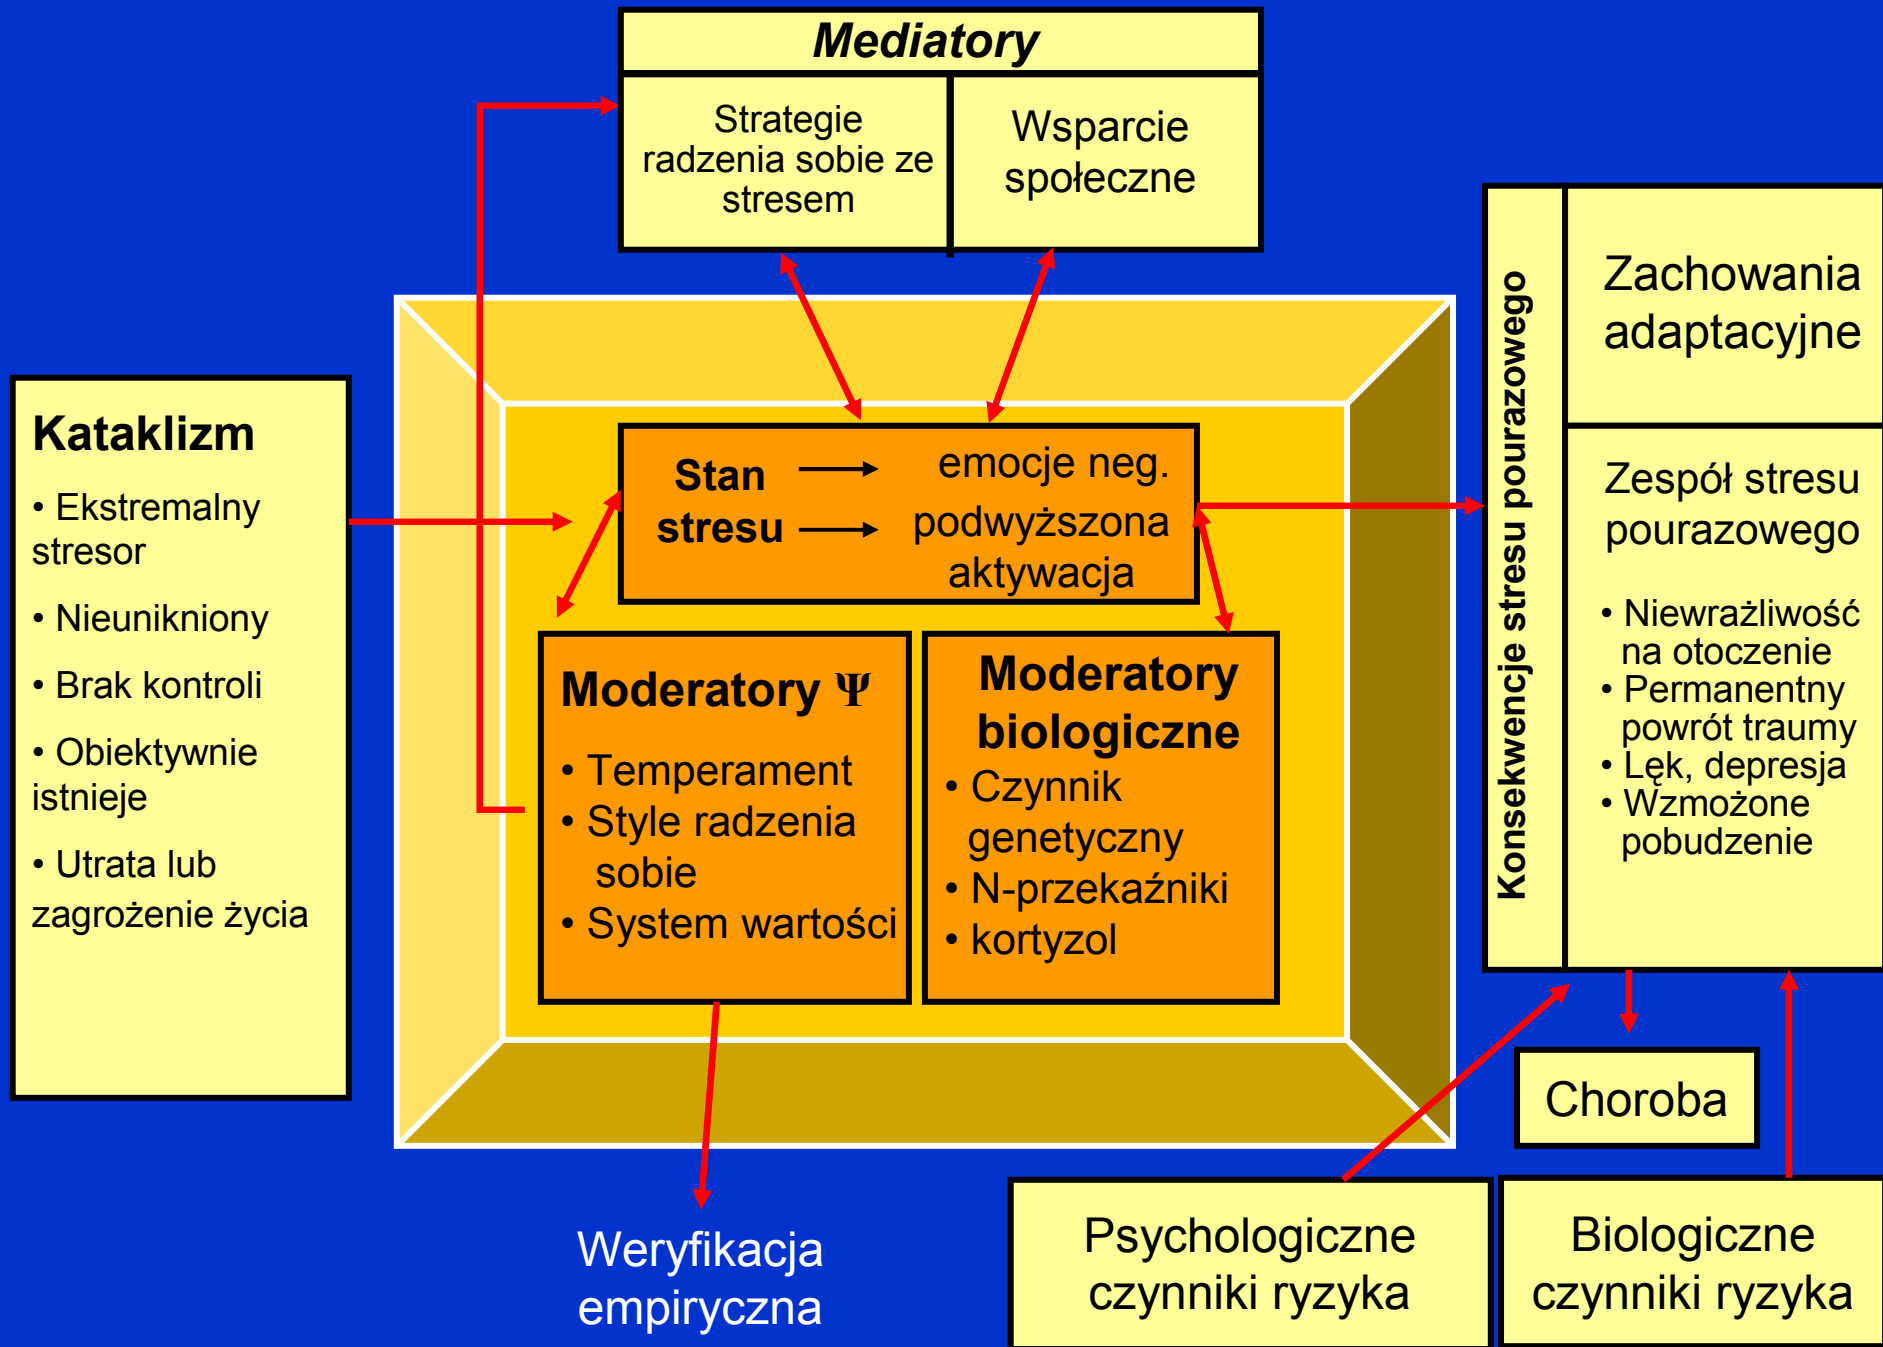 Mediatory
Strategie
radzenia sobie ze
stresem
Wsparcie
społeczne
Kataklizm
• Ekstremalny
stresor
• Nieunikniony
• Brak kontroli
• Obiektywnie
istnieje
• Utrata lub
zagrożenie życia
Stan
stresu
emocje neg.
podwyższona
aktywacja
Moderatory Ψ
• Temperament
• Style radzenia
sobie
• System wartości
Moderatory
biologiczne
• Czynnik
genetyczny
• N-przekaźniki
• kortyzol
Konsekwencje stresu pourazowego
Zachowania
adaptacyjne
Zespół stresu
pourazowego
• Niewrażliwość
na otoczenie
• Permanentny
powrót traumy
• Lęk, depresja
• Wzmożone
pobudzenie
Choroba
Weryfikacja
empiryczna
Psychologiczne
czynniki ryzyka
Biologiczne
czynniki ryzyka